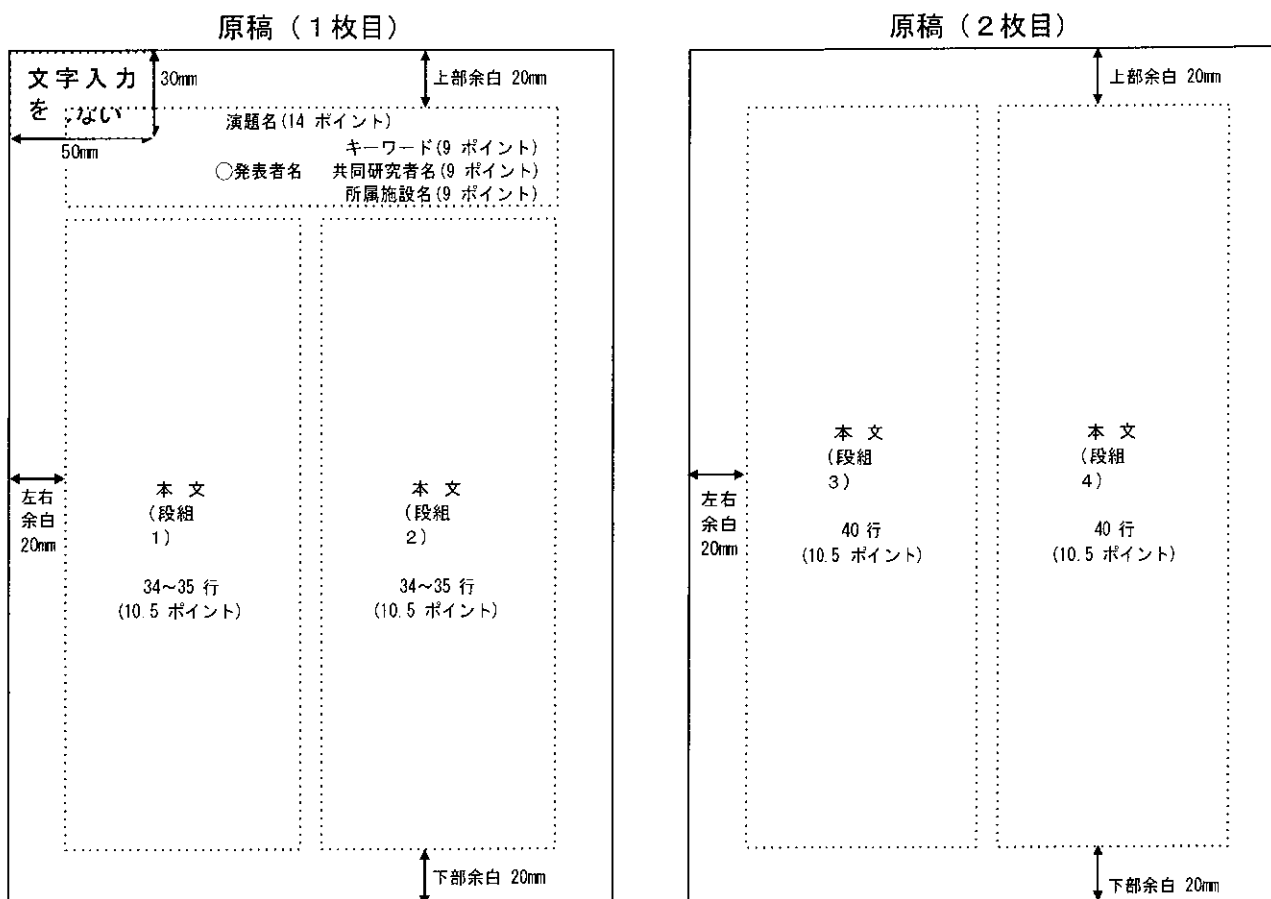 原稿（１枚目）
文字入力
を ない
30mm
50mm
上部余白 20mm
演題名(14 ポイント)
キーワード(9 ポイント)
○発表者名 共同研究者名(9 ポイント)
所属施設名(9 ポイント)
左右
余白
20mm
本 文
(段組
１)
34～35 行
(10.5 ポイント)
本 文
(段組
２)
34～35 行
(10.5 ポイント)
下部余白 20mm
原稿（２枚目）
上部余白 20mm
左右
余白
20mm
本 文
(段組
３)
40 行
(10.5 ポイント)
本 文
(段組
４)
40 行
(10.5 ポイント)
下部余白 20mm